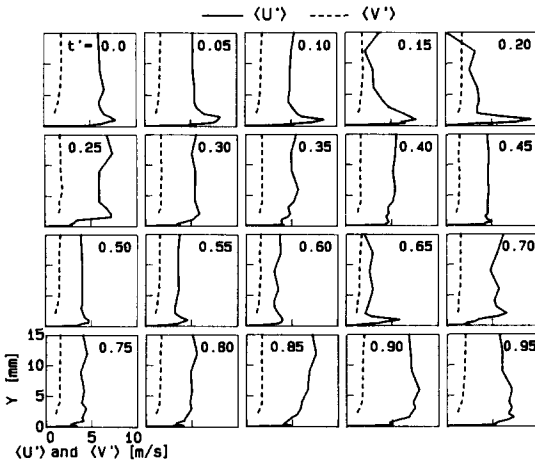 ⟨U'⟩ ⟨V'⟩
t'= 0.0 0.05 0.10 0.15 0.20
0.25 0.30 0.35 0.40 0.45
0.50 0.55 0.60 0.65 0.70
0.75 0.80 0.85 0.90 0.95
15
10
5
0
Y [mm]
0 5 10
⟨U'⟩ and ⟨V'⟩ [m/s]